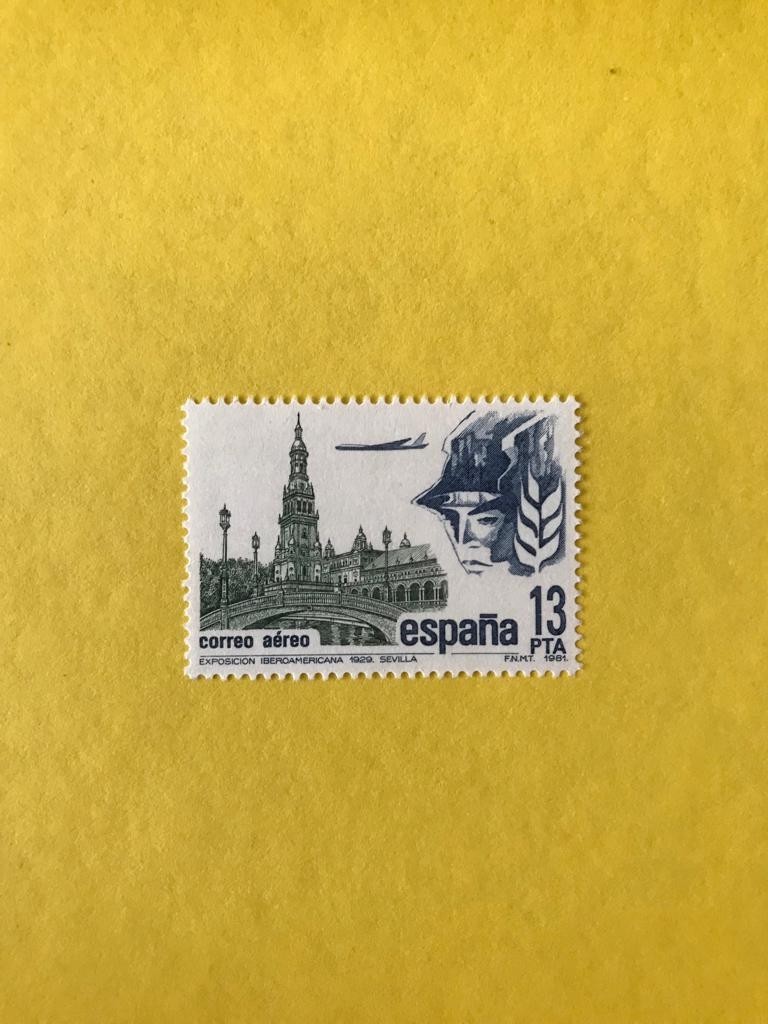 correo aéreo
españa
13
PTA
EXPOSICION IBEROAMERICANA 1929. SEVILLA
F.N.M.T. 1981.